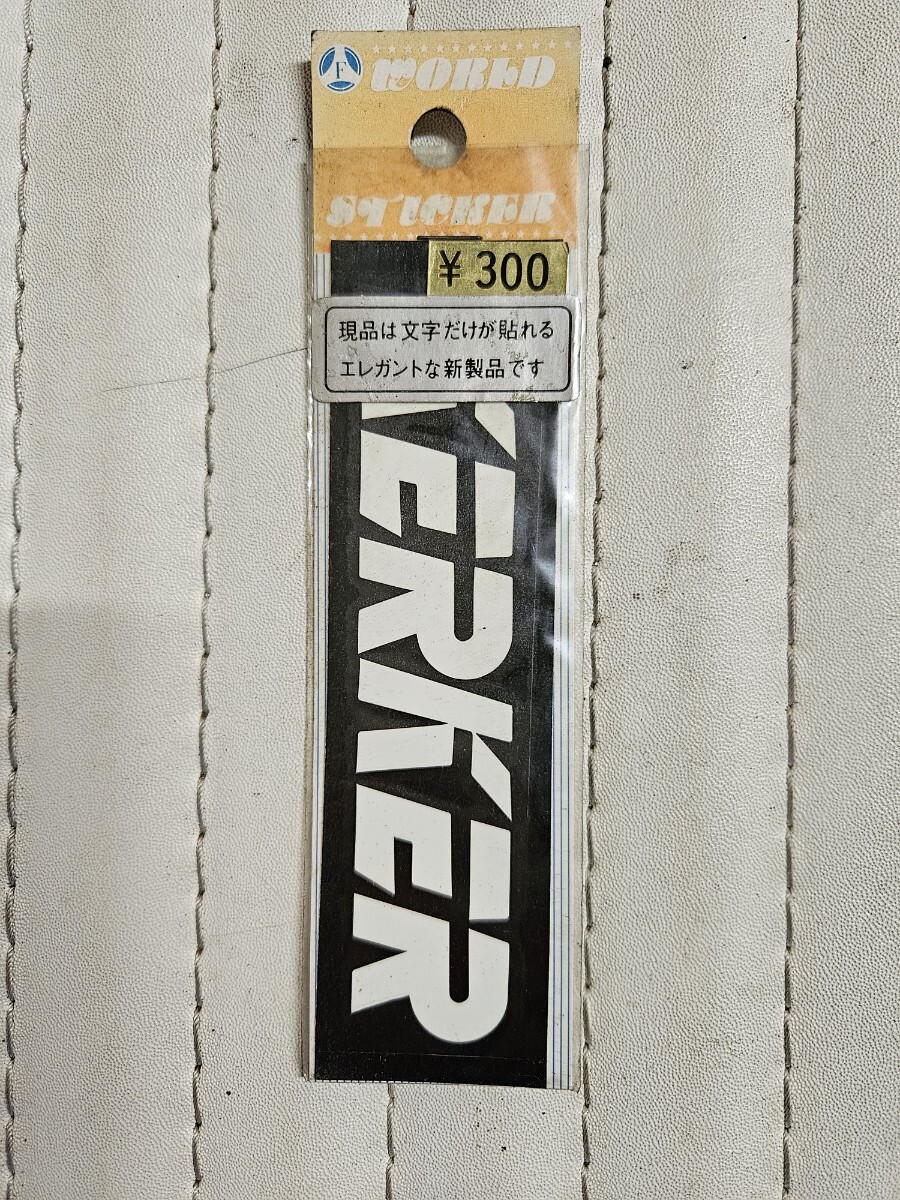 F
WORLD
STICKER
¥ 300
現品は文字だけが貼れる
エレガントな新製品です
KERKER